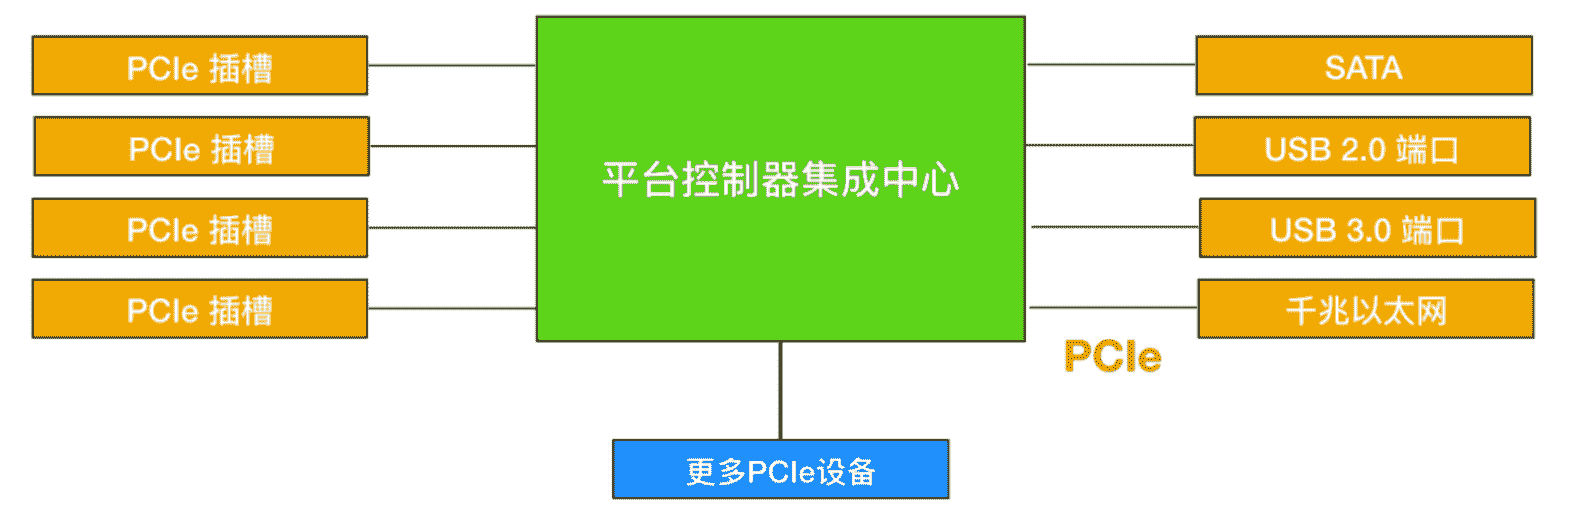 PCIe 插槽
PCIe 插槽
PCIe 插槽
PCIe 插槽
平台控制器集成中心
SATA
USB 2.0 端口
USB 3.0 端口
千兆以太网
PCIe
更多PCIe设备